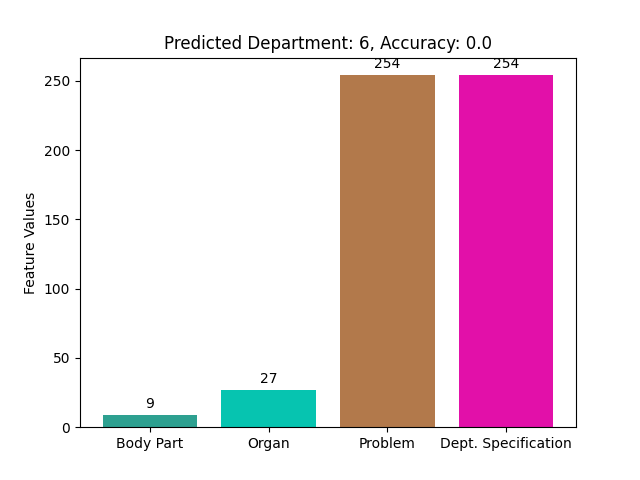 Predicted Department: 6, Accuracy: 0.0
Feature Values
250
200
150
100
50
0
9
27
254
254
Body Part
Organ
Problem
Dept. Specification